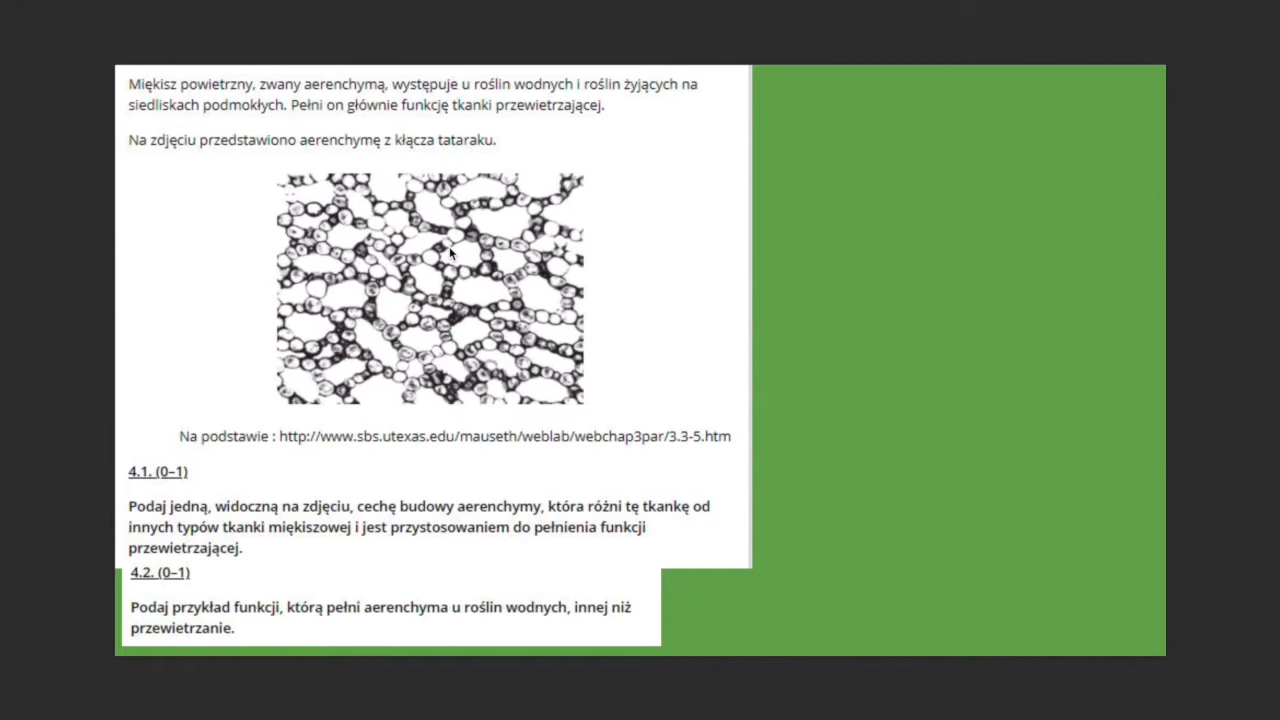 Miękisz powietrzny, zwany aerenchymą, występuje u roślin wodnych i roślin żyjących na
siedliskach podmokłych. Pełni on głównie funkcję tkanki przewietrzającej.
Na zdjęciu przedstawiono aerenchymę z kłącza tataraku.
Na podstawie : http://www.sbs.utexas.edu/mauseth/weblab/webchap3par/3.3-5.htm
4.1. (0–1)
Podaj jedną, widoczną na zdjęciu, cechę budowy aerenchymy, która różni tę tkankę od
innych typów tkanki miękiszowej i jest przystosowaniem do pełnienia funkcji
przewietrzającej.
4.2. (0–1)
Podaj przykład funkcji, którą pełni aerenchyma u roślin wodnych, innej niż
przewietrzanie.